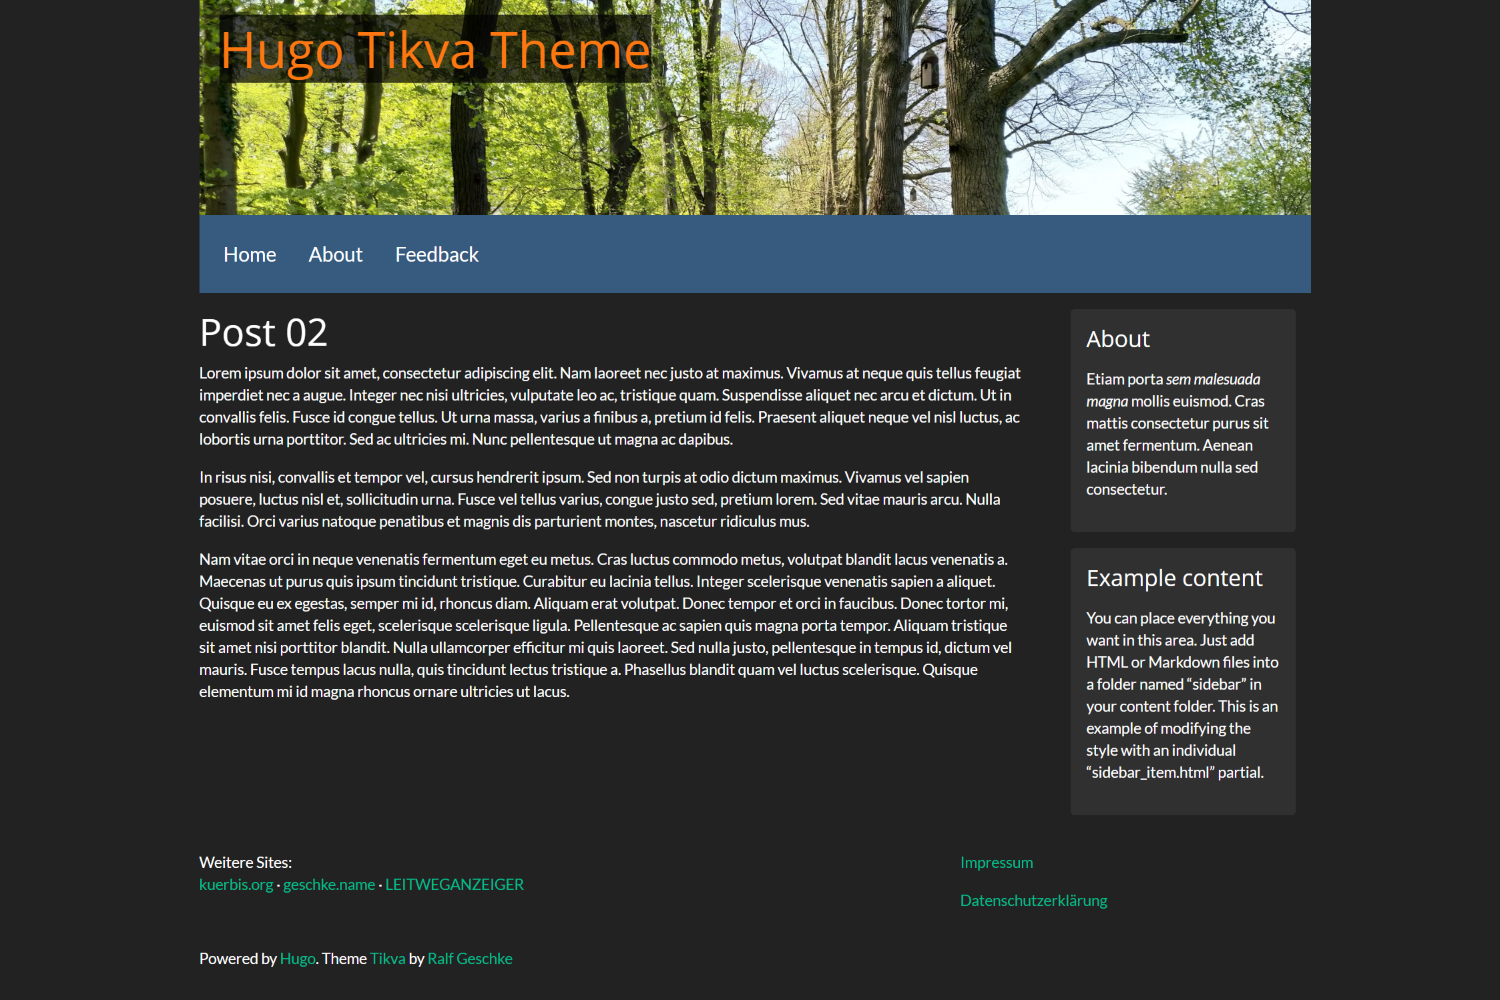 Hugo Tikva Theme
Home About Feedback
Post 02
Lorem ipsum dolor sit amet, consectetur adipiscing elit. Nam laoreet nec justo at maximus. Vivamus at neque quis tellus feugiat
imperdiet nec a augue. Integer nec nisi ultricies, vulputate leo ac, tristique quam. Suspendisse aliquet nec arcu et dictum. Ut in
convallis felis. Fusce id congue tellus. Ut urna massa, varius a finibus a, pretium id felis. Praesent aliquet neque vel nisl luctus, ac
lobortis urna porttitor. Sed ac ultricies mi. Nunc pellentesque ut magna ac dapibus.
In risus nisi, convallis et tempor vel, cursus hendrerit ipsum. Sed non turpis at odio dictum maximus. Vivamus vel sapien
posuere, luctus nisl et, sollicitudin urna. Fusce vel tellus varius, congue justo sed, pretium lorem. Sed vitae mauris arcu. Nulla
facilisi. Orci varius natoque penatibus et magnis dis parturient montes, nascetur ridiculus mus.
Nam vitae orci in neque venenatis fermentum eget eu metus. Cras luctus commodo metus, volutpat blandit lacus venenatis a.
Maecenas ut purus quis ipsum tincidunt tristique. Curabitur eu lacinia tellus. Integer scelerisque venenatis sapien a aliquet.
Quisque eu ex egestas, semper mi id, rhoncus diam. Aliquam erat volutpat. Donec tempor et orci in faucibus. Donec tortor mi,
euismod sit amet felis eget, scelerisque scelerisque ligula. Pellentesque ac sapien quis magna porta tempor. Aliquam tristique
sit amet nisi porttitor blandit. Nulla ullamcorper efficitur mi quis laoreet. Sed nulla justo, pellentesque in tempus id, dictum vel
mauris. Fusce tempus lacus nulla, quis tincidunt lectus tristique a. Phasellus blandit quam vel luctus scelerisque. Quisque
elementum mi id magna rhoncus ornare ultricies ut lacus.
About
Etiam porta sem malesuada
magna mollis euismod. Cras
mattis consectetur purus sit
amet fermentum. Aenean
lacinia bibendum nulla sed
consectetur.
Example content
You can place everything you
want in this area. Just add
HTML or Markdown files into
a folder named “sidebar” in
your content folder. This is an
example of modifying the
style with an individual
“sidebar_item.html” partial.
Weitere Sites:
kuerbis.org · geschke.name · LEITWEGANZEIGER
Impressum
Datenschutzerklärung
Powered by Hugo. Theme Tikva by Ralf Geschke